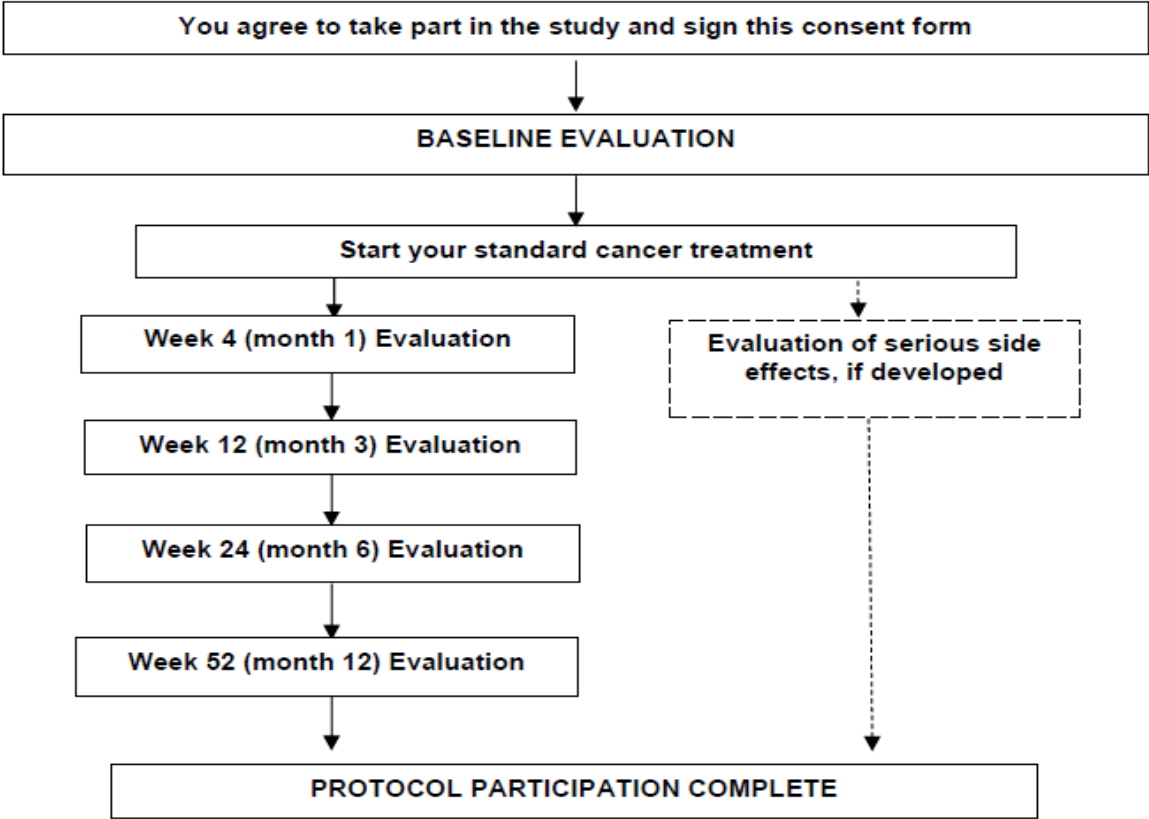 You agree to take part in the study and sign this consent form
BASELINE EVALUATION
Start your standard cancer treatment
Week 4 (month 1) Evaluation
Evaluation of serious side
effects, if developed
Week 12 (month 3) Evaluation
Week 24 (month 6) Evaluation
Week 52 (month 12) Evaluation
PROTOCOL PARTICIPATION COMPLETE